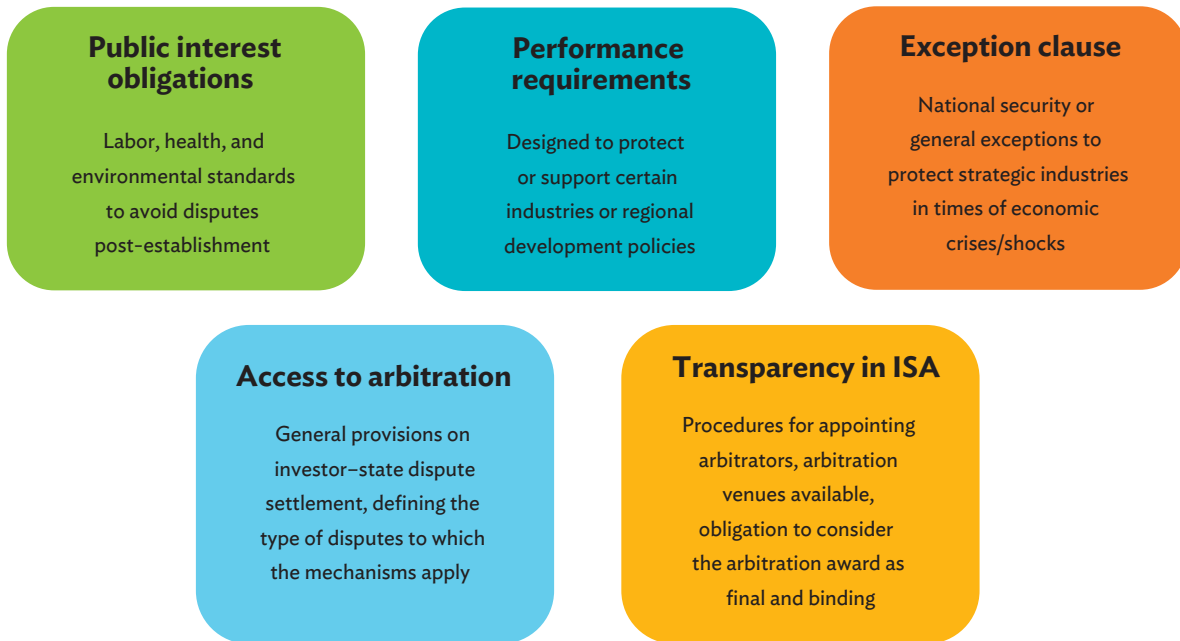 Public interest
obligations
Labor, health, and
environmental standards
to avoid disputes
post-establishment
Performance
requirements
Designed to protect
or support certain
industries or regional
development policies
Exception clause
National security or
general exceptions to
protect strategic industries
in times of economic
crises/shocks
Access to arbitration
General provisions on
investor–state dispute
settlement, defining the
type of disputes to which
the mechanisms apply
Transparency in ISA
Procedures for appointing
arbitrators, arbitration
venues available,
obligation to consider
the arbitration award as
final and binding